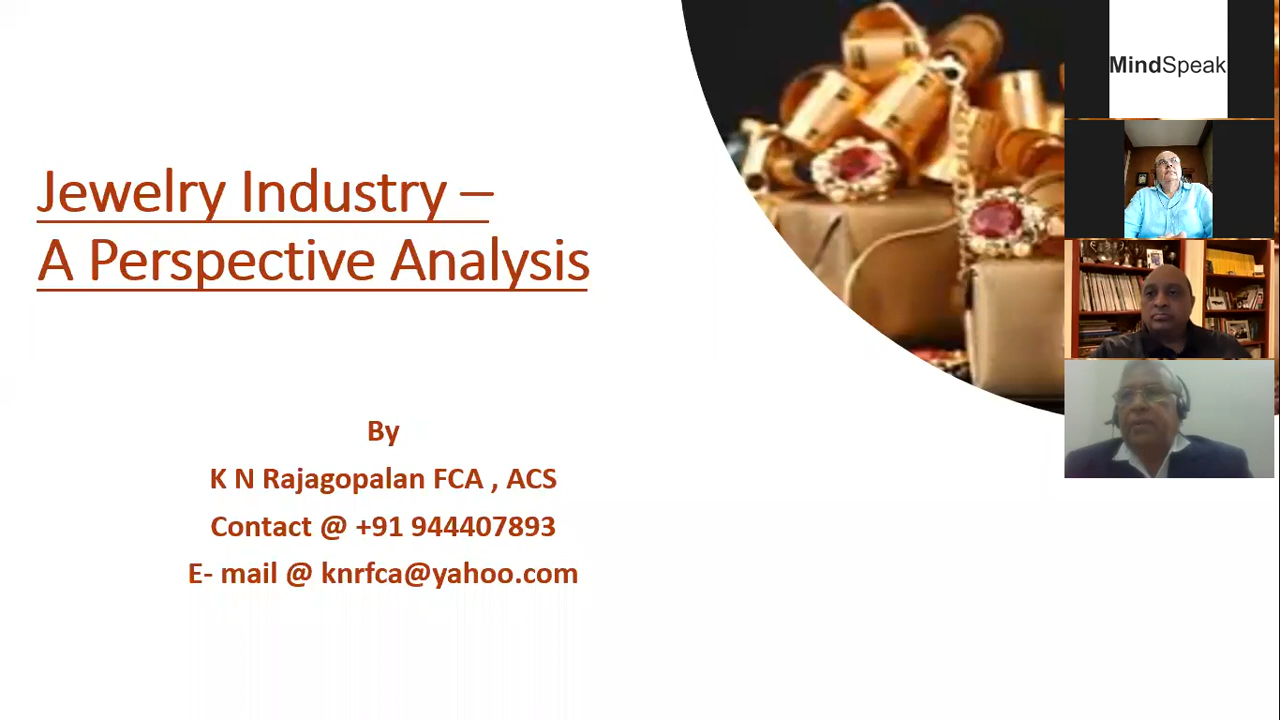 Jewelry Industry –
A Perspective Analysis
By
K N Rajagopalan FCA , ACS
Contact @ +91 944407893
E- mail @ knrfca@yahoo.com
MindSpeak